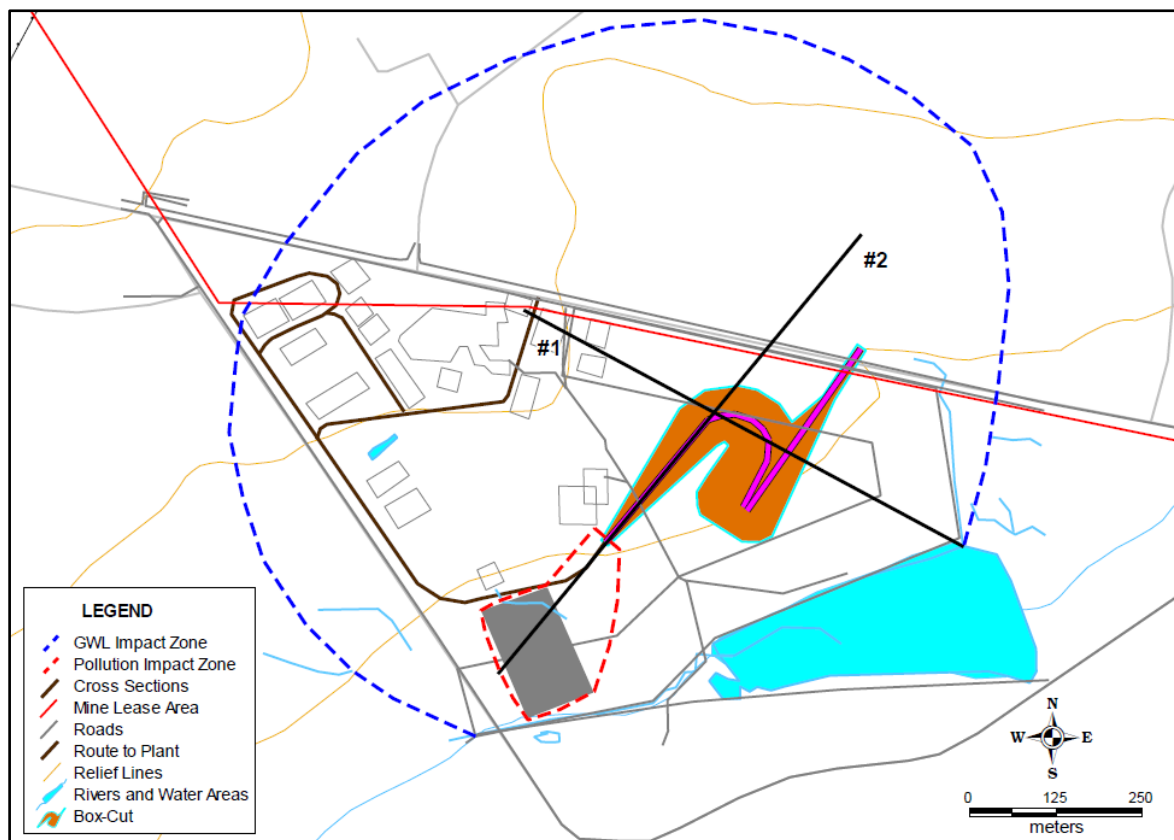 #2
#1
LEGEND
GWL Impact Zone
Pollution Impact Zone
Cross Sections
Mine Lease Area
Roads
Route to Plant
Relief Lines
Rivers and Water Areas
Box-Cut
N
W E
S
0 125 250
meters